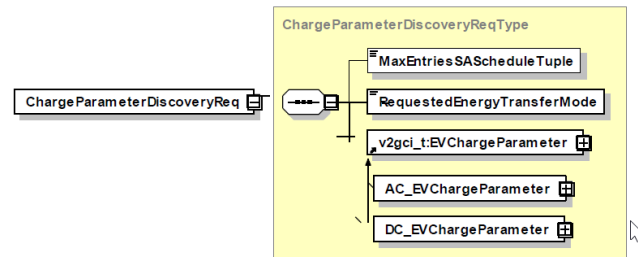 ChargeParameterDiscoveryReqType
MaxEntriesSAScheduleTuple
ChargeParameterDiscoveryReq
RequestedEnergyTransferMode
v2gci_t:EVChargeParameter
AC_EVChargeParameter
DC_EVChargeParameter